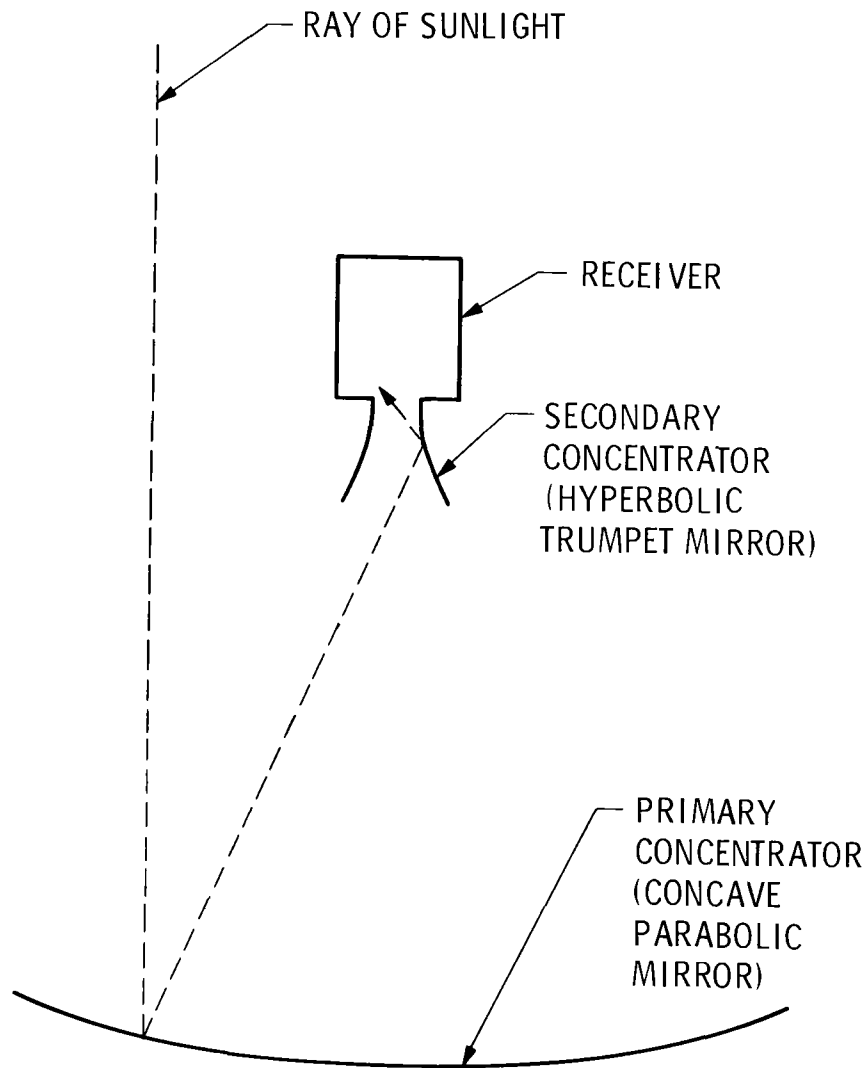 RAY OF SUNLIGHT
RECEIVER
SECONDARY
CONCENTRATOR
(HYPERBOLIC
TRUMPET MIRROR)
PRIMARY
CONCENTRATOR
(CONCAVE
PARABOLIC
MIRROR)